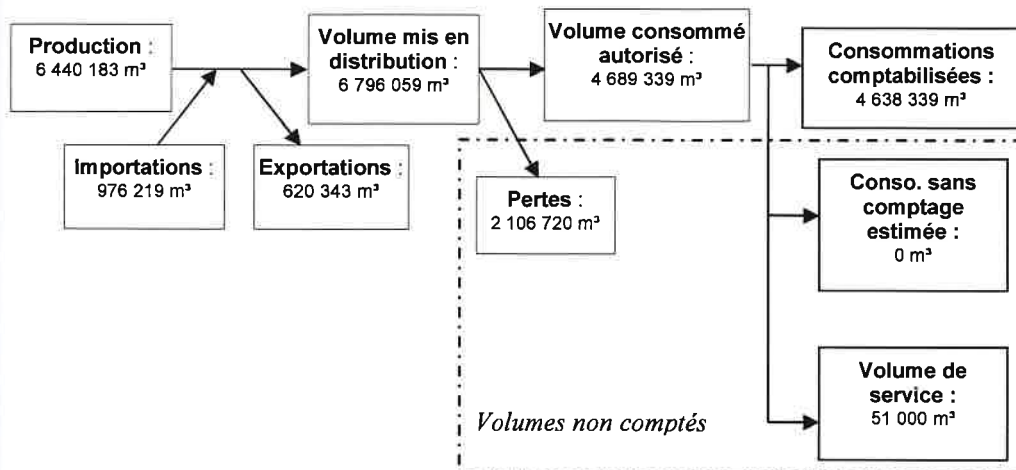 Production :
6 440 183 m³
Volume mis en
distribution :
6 796 059 m³
Volume consommé
autorisé :
4 689 339 m³
Consommations
comptabilisées :
4 638 339 m³
Importations :
976 219 m³
Exportations :
620 343 m³
Pertes :
2 106 720 m³
Conso. sans
comptage
estimée :
0 m³
Volume de
service :
51 000 m³
Volumes non comptés